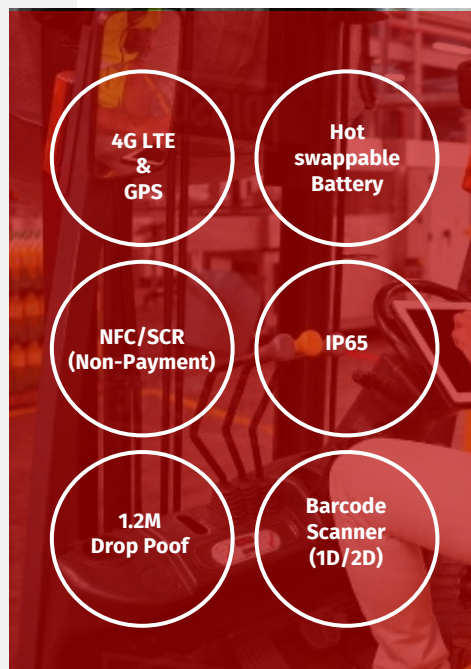 4G LTE
&
GPS
Hot
swappable
Battery
NFC/SCR
(Non-Payment)
IP65
1.2M
Drop Poof
Barcode
Scanner
(1D/2D)